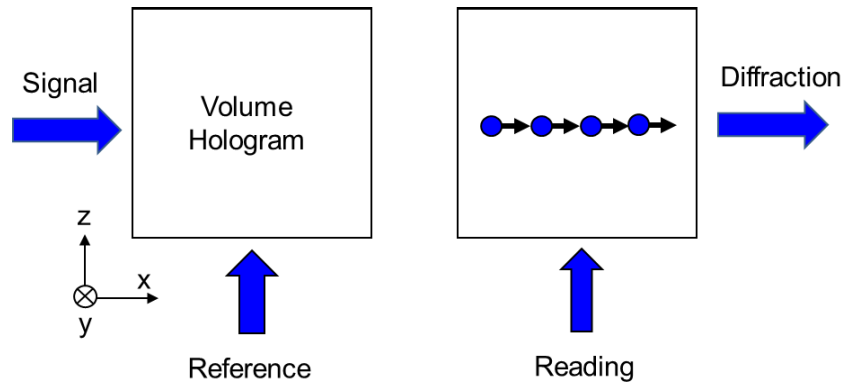 Signal
Volume
Hologram
z
x
y
Reference
Diffraction
Reading